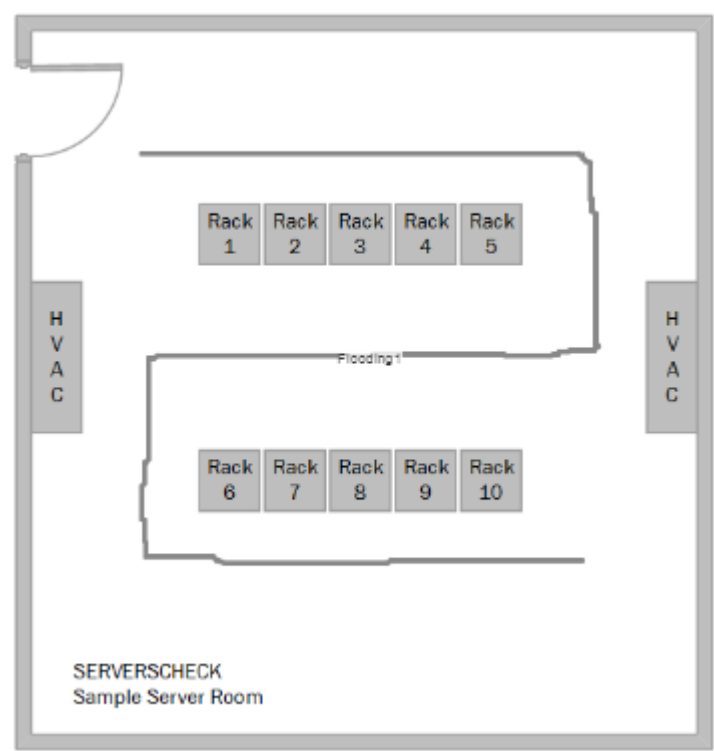 Rack
1
Rack
2
Rack
3
Rack
4
Rack
5
H
V
A
C
H
V
A
C
Flooding1
Rack
6
Rack
7
Rack
8
Rack
9
Rack
10
SERVERSCHECK
Sample Server Room